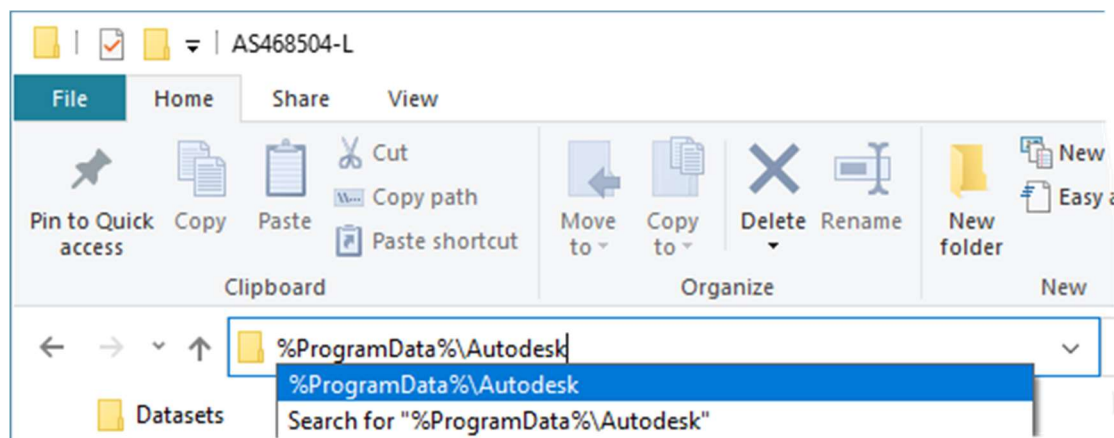 AS468504-L
File Home Share View
Pin to Quick access
Copy
Paste
Cut
Copy path
Paste shortcut
Move to
Copy to
Delete
Rename
New folder
New
Easy a
Clipboard
Organize
New
%ProgramData%\Autodesk
%ProgramData%\Autodesk
Datasets
Search for "%ProgramData%\Autodesk"